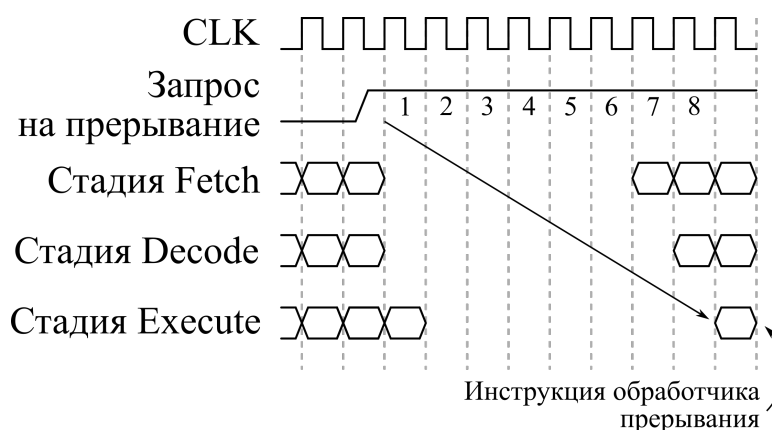 CLK
Запрос
на прерывание
1 2 3 4 5 6 7 8
Стадия Fetch
Стадия Decode
Стадия Execute
Инструкция обработчика
прерывания